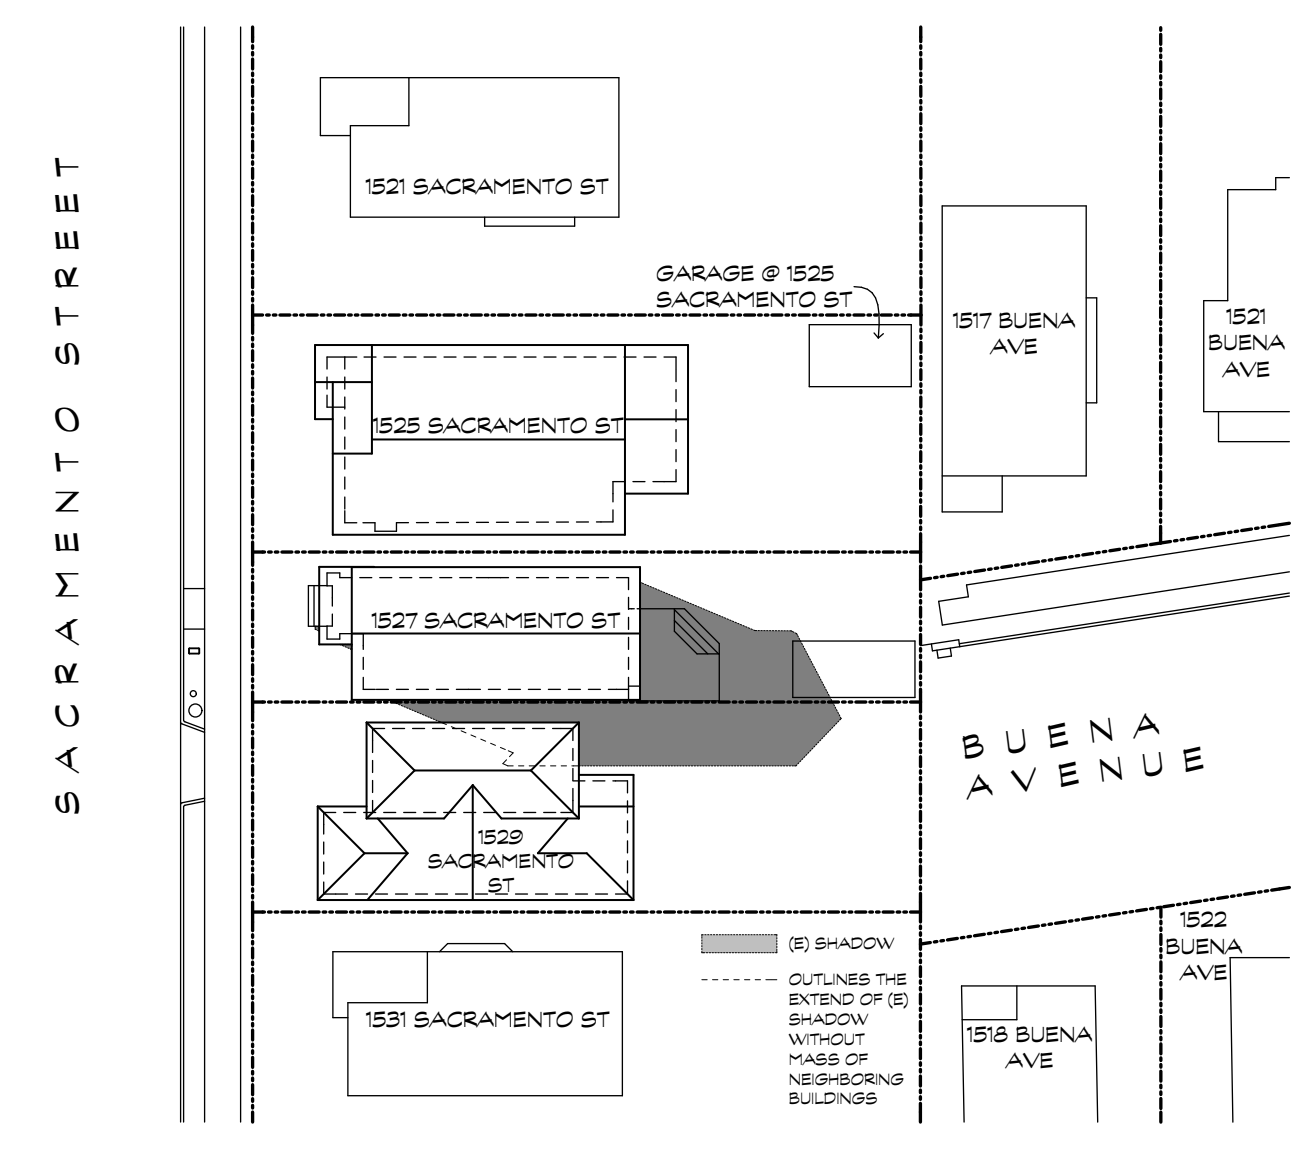 SACRAMENTO STREET
1521 SACRAMENTO ST
GARAGE @ 1525
SACRAMENTO ST
1517 BUENA
AVE
1521
BUENA
AVE
1525 SACRAMENTO ST
1527 SACRAMENTO ST
BUENA
AVENUE
1529
SACRAMENTO
ST
(E) SHADOW
OUTLINES THE
EXTEND OF (E)
SHADOW
WITHOUT
MASS OF
NEIGHBORING
BUILDINGS
1522
BUENA
AVE
1531 SACRAMENTO ST
1518 BUENA
AVE